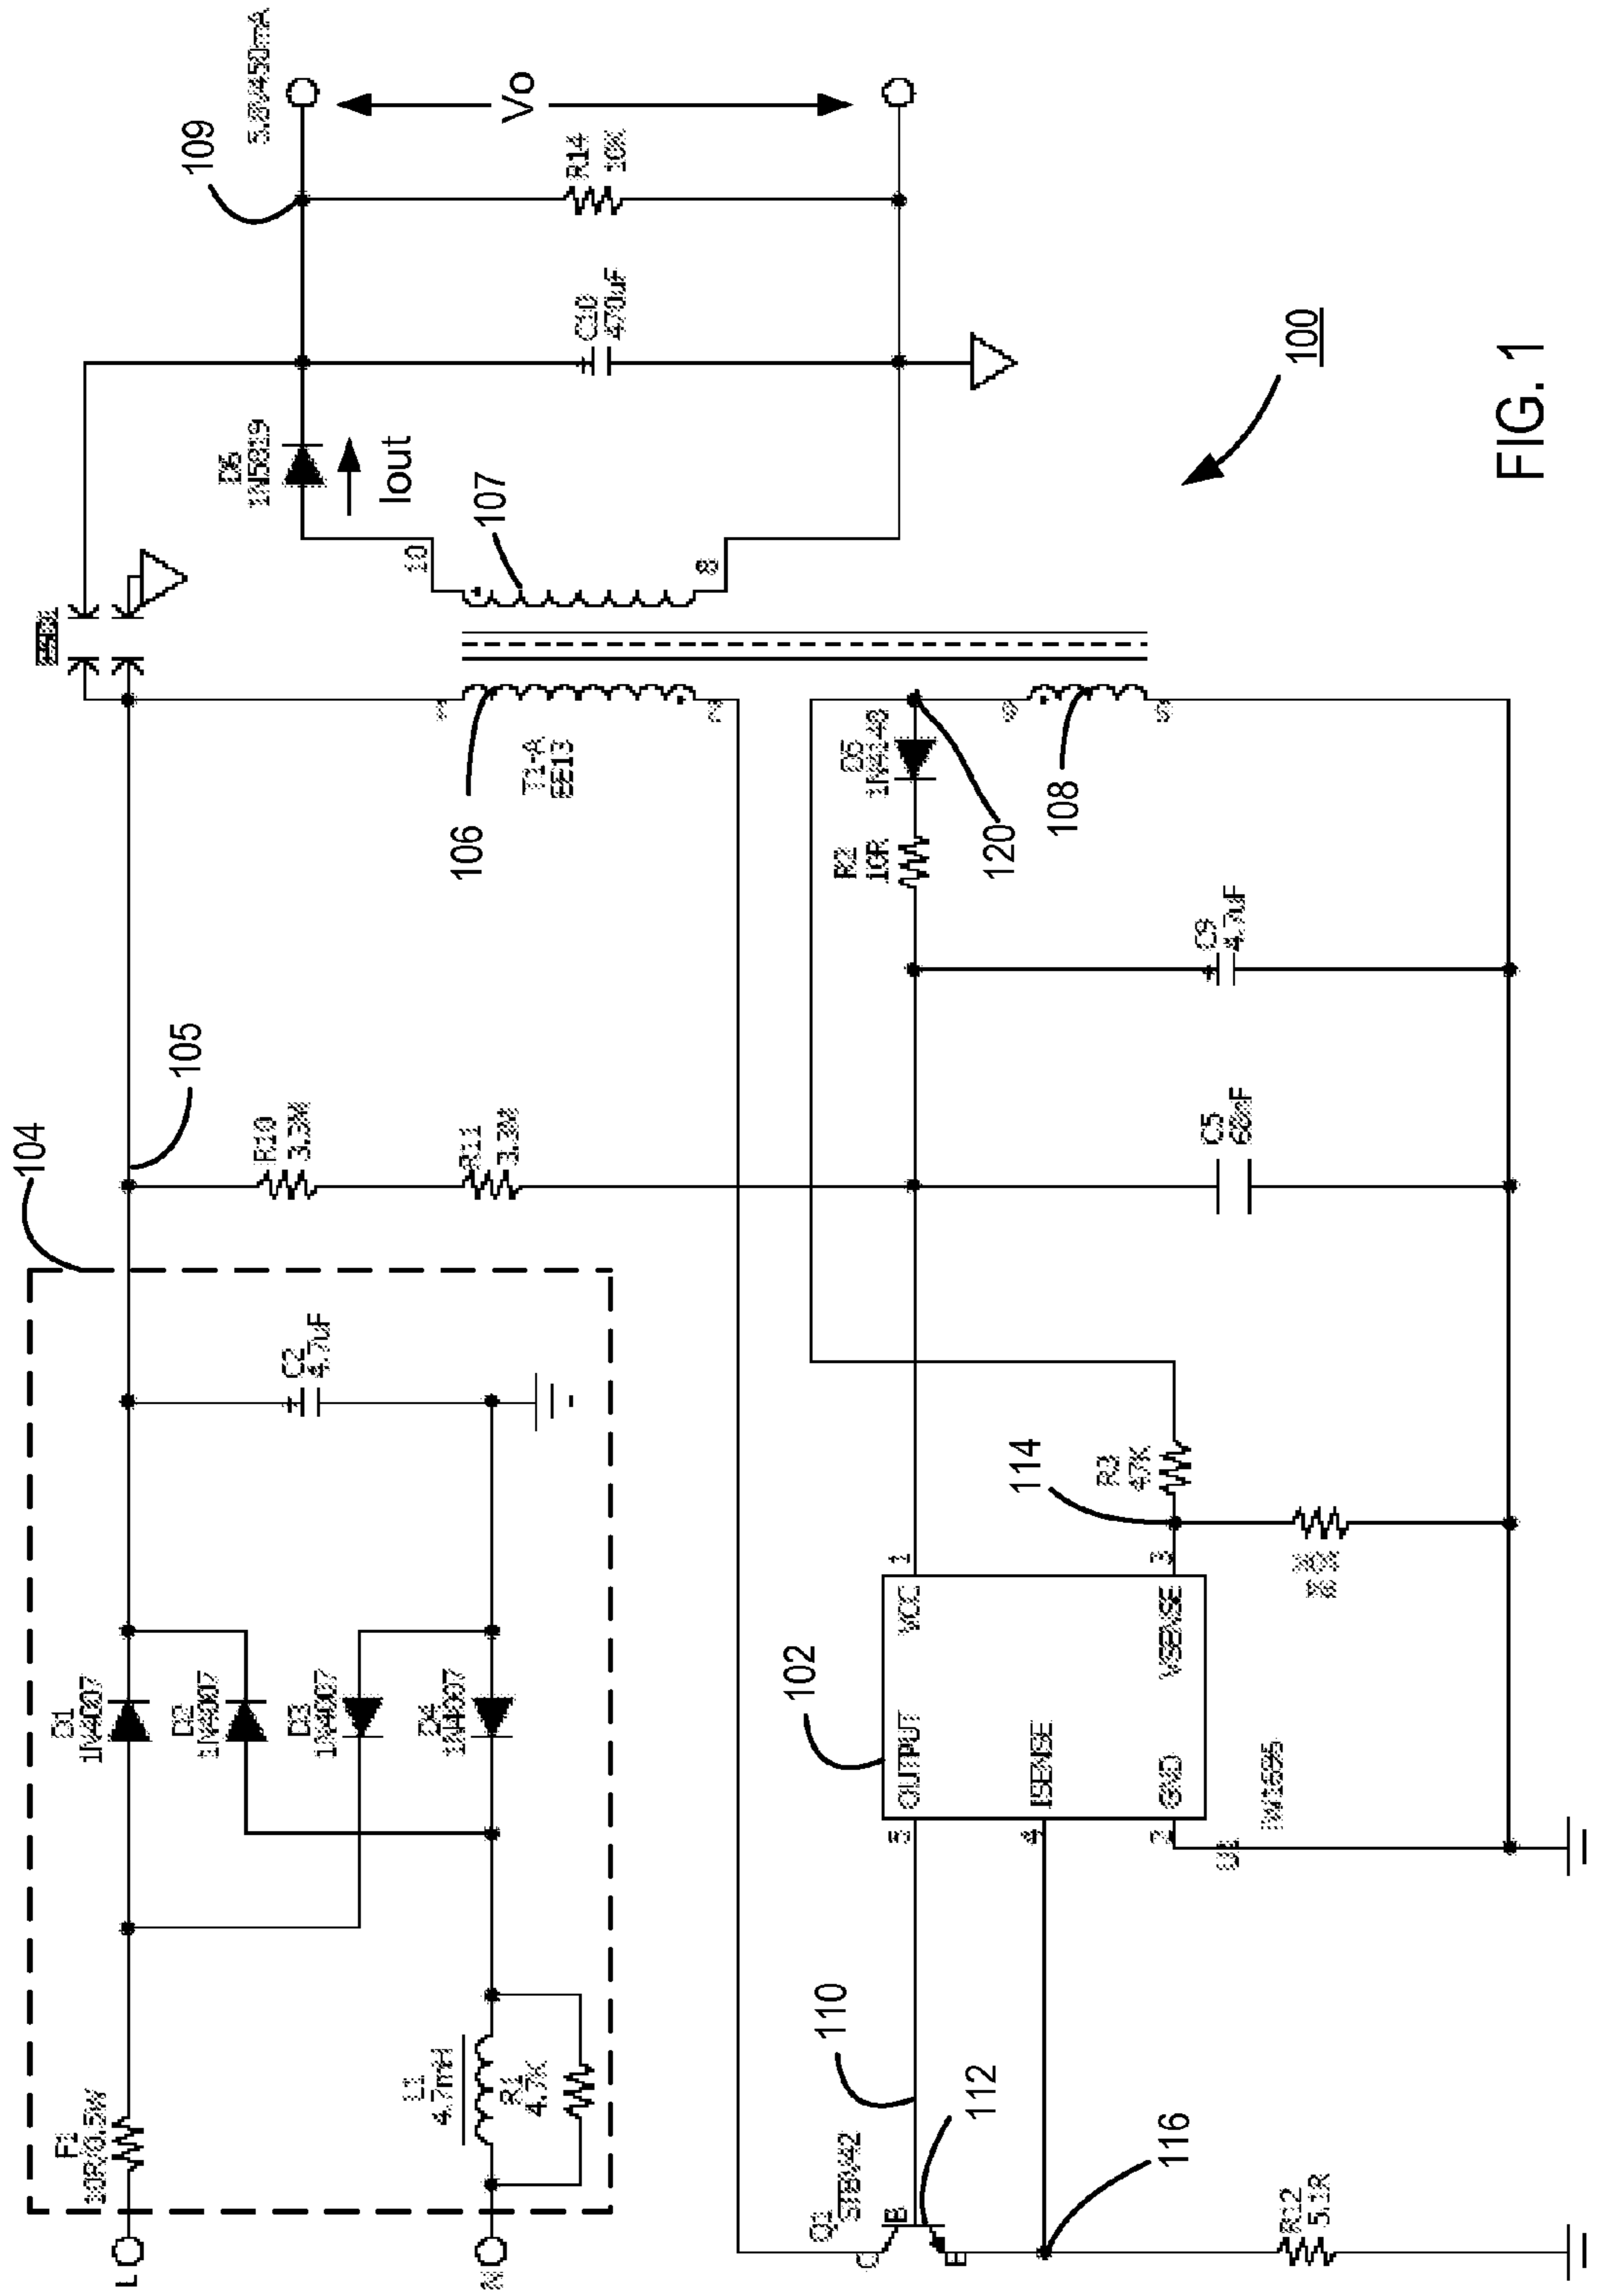 104
L
F1
10R/0.5W
D1
1N4007
D2
1N4007
D3
1N4007
D4
1N4007
N
L1
4.7mH
R1
4.7K
C2
4.7uF
105
R10
3.3M
R11
3.3M
106
T1-A
EE13
1
2
107
10
8
D6
1N5819
Iout
109
5.8V450mA
C10
470uF
R14
10K
Vo
Q1
STBV42
C
B
E
110
112
116
R12
5.1R
102
OUTPUT
VCC
ISENSE
GND
VSENSE
5
1
4
2
3
U1
114
R3
47K
C5
68nF
C9
4.7uF
R2
10R
D5
1N4148
120
108
5
100
FIG. 1